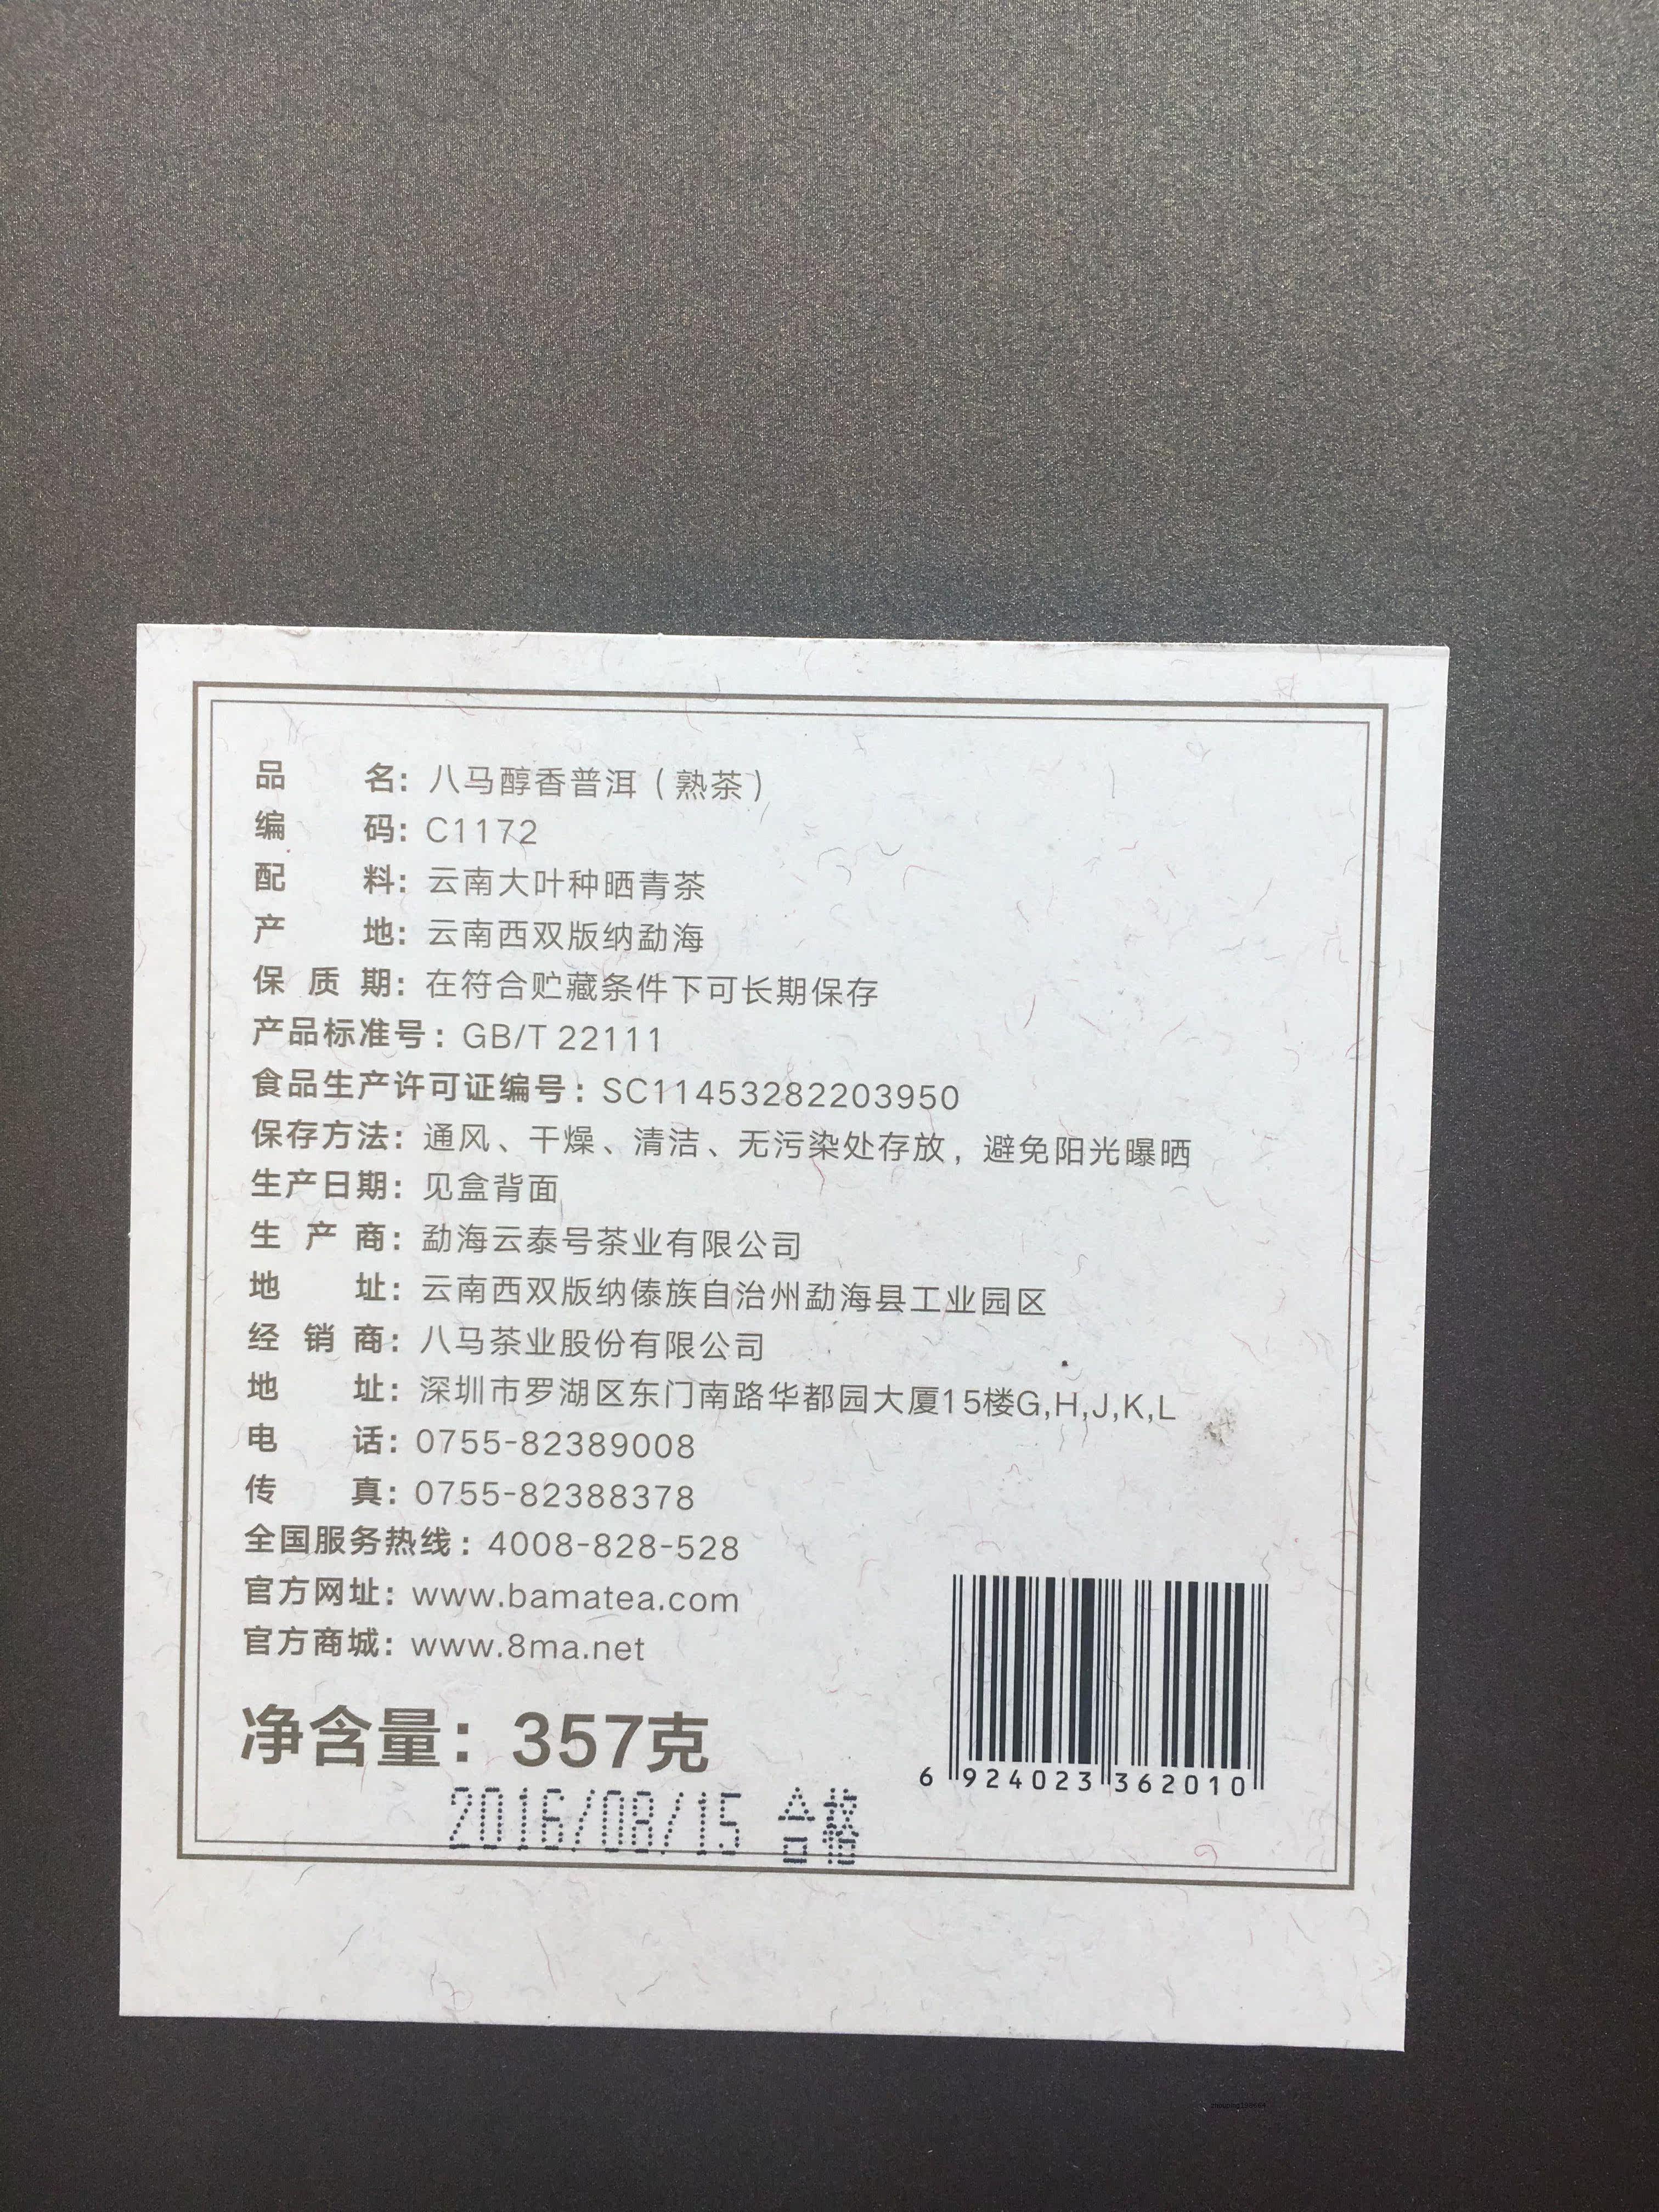 品名：八马醇香普洱（熟茶）
编码：C1172
配料：云南大叶种晒青茶
产地：云南西双版纳勐海
保质期：在符合贮藏条件下可长期保存
产品标准号：GB/T 22111
食品生产许可证编号：SC11453282203950
保存方法：通风、干燥、清洁、无污染处存放，避免阳光曝晒
生产日期：见盒背面
生产商：勐海云泰号茶业有限公司
地址：云南西双版纳傣族自治州勐海县工业园区
经销商：八马茶业股份有限公司
地址：深圳市罗湖区东门南路华都园大厦15楼G,H,J,K,L
电话：0755-82389008
传真：0755-82388378
全国服务热线：4008-828-528
官方网址：www.bamatea.com
官方商城：www.8ma.net
净含量：357克
6 924023 362010
2016/08/15 合格